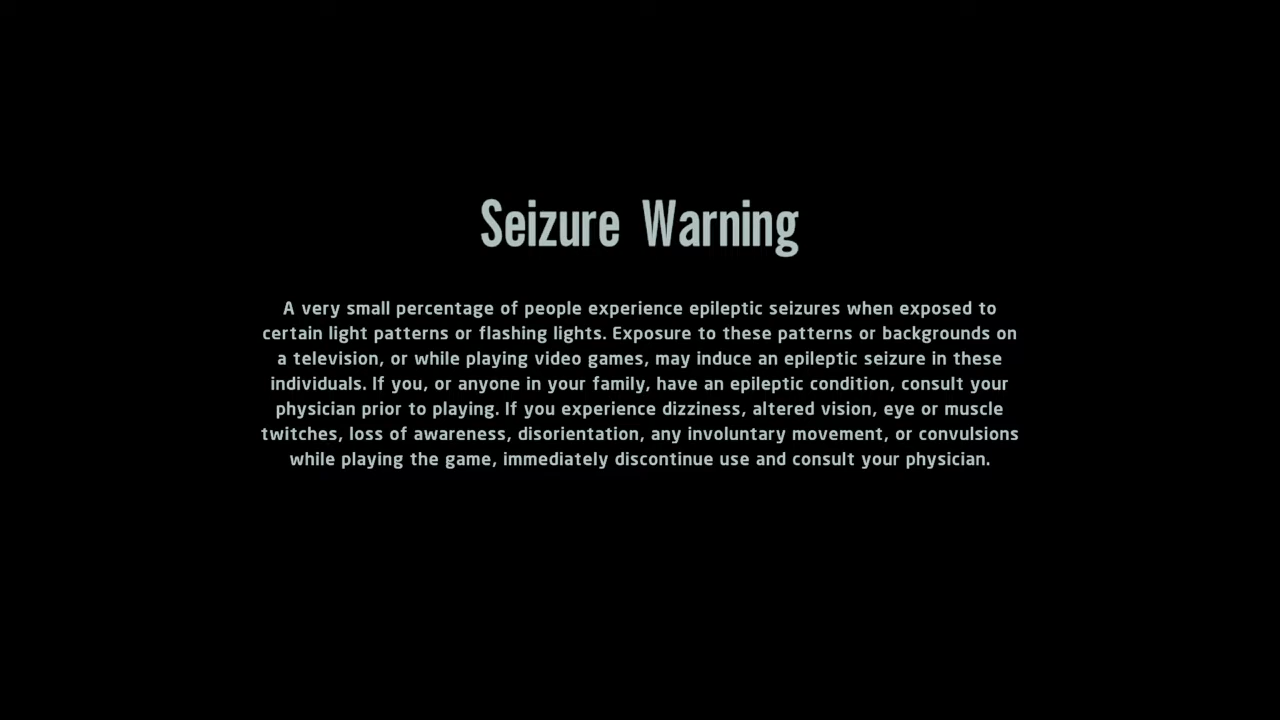 Seizure Warning
A very small percentage of people experience epileptic seizures when exposed to
certain light patterns or flashing lights. Exposure to these patterns or backgrounds on
a television, or while playing video games, may induce an epileptic seizure in these
individuals. If you, or anyone in your family, have an epileptic condition, consult your
physician prior to playing. If you experience dizziness, altered vision, eye or muscle
twitches, loss of awareness, disorientation, any involuntary movement, or convulsions
while playing the game, immediately discontinue use and consult your physician.